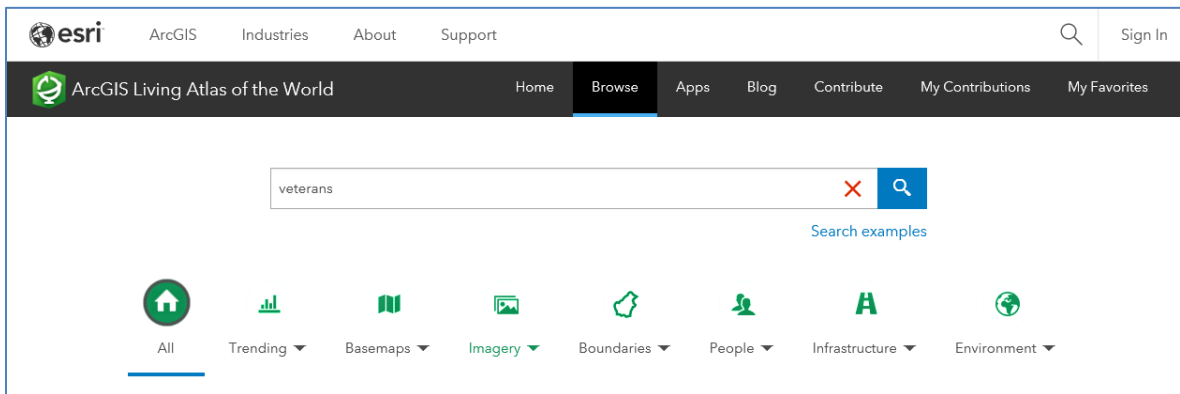 esri ArcGIS Industries About Support Sign In
ArcGIS Living Atlas of the World Home Browse Apps Blog Contribute My Contributions My Favorites
veterans
Search examples
All Trending Basemaps Imagery Boundaries People Infrastructure Environment